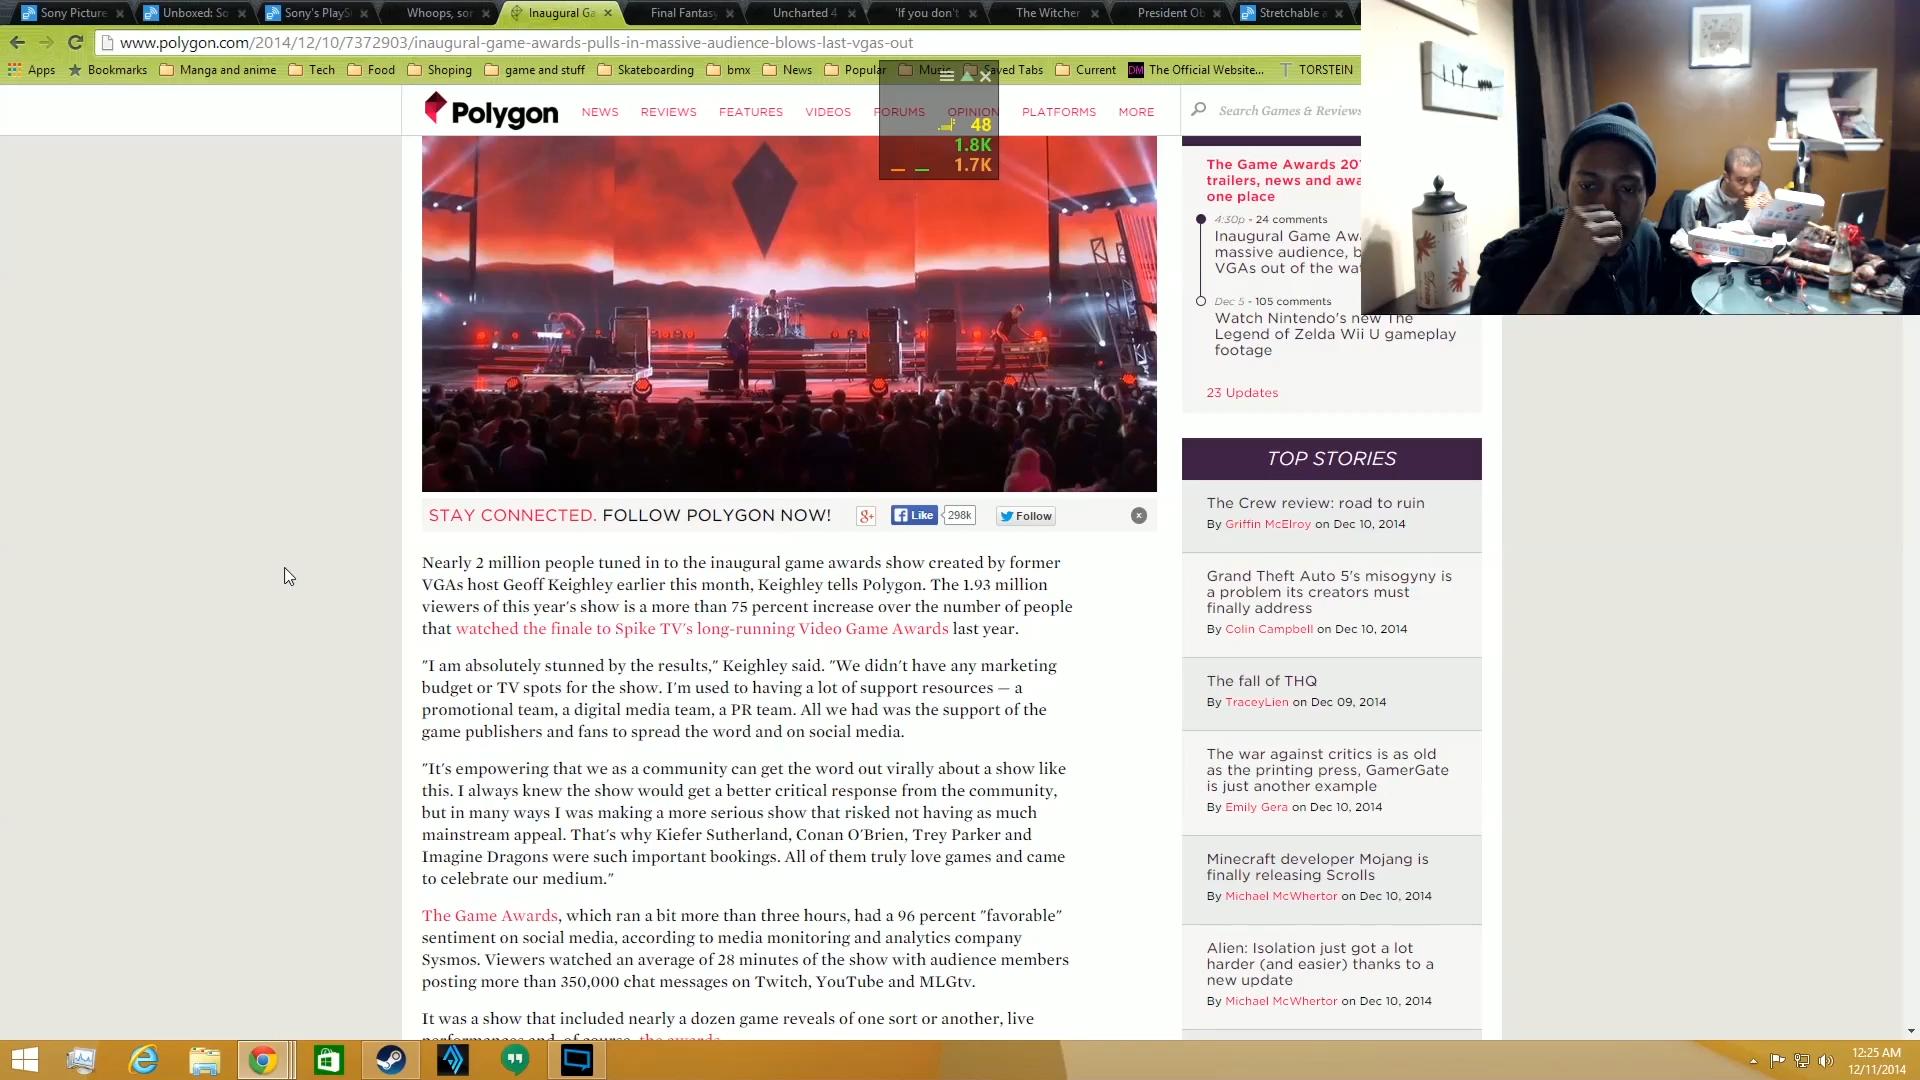 Sony Picture
Unboxed: So
Sony's PlaySt
Whoops, sor
Inaugural Ga
Final Fantasy
Uncharted 4
'If you don't
The Witcher
President Ob
Stretchable a
www.polygon.com/2014/12/10/7372903/inaugural-game-awards-pulls-in-massive-audience-blows-last-vgas-out
Apps
Bookmarks
Manga and anime
Tech
Food
Shoping
game and stuff
Skateboarding
bmx
News
Popular
Music
Saved Tabs
Current
DM The Official Website...
TORSTEIN
Polygon
NEWS
REVIEWS
FEATURES
VIDEOS
FORUMS
OPINION
PLATFORMS
MORE
Search Games & Reviews
48
1.8K
1.7K
STAY CONNECTED. FOLLOW POLYGON NOW!
g+
Like
298k
Follow
Nearly 2 million people tuned in to the inaugural game awards show created by former
VGAs host Geoff Keighley earlier this month, Keighley tells Polygon. The 1.93 million
viewers of this year's show is a more than 75 percent increase over the number of people
that watched the finale to Spike TV's long-running Video Game Awards last year.
"I am absolutely stunned by the results," Keighley said. "We didn't have any marketing
budget or TV spots for the show. I'm used to having a lot of support resources — a
promotional team, a digital media team, a PR team. All we had was the support of the
game publishers and fans to spread the word and on social media.
"It's empowering that we as a community can get the word out virally about a show like
this. I always knew the show would get a better critical response from the community,
but in many ways I was making a more serious show that risked not having as much
mainstream appeal. That's why Kiefer Sutherland, Conan O'Brien, Trey Parker and
Imagine Dragons were such important bookings. All of them truly love games and came
to celebrate our medium."
The Game Awards, which ran a bit more than three hours, had a 96 percent "favorable"
sentiment on social media, according to media monitoring and analytics company
Sysmos. Viewers watched an average of 28 minutes of the show with audience members
posting more than 350,000 chat messages on Twitch, YouTube and MLGtv.
It was a show that included nearly a dozen game reveals of one sort or another, live
performances and, of course, the awards.
The Game Awards 201
trailers, news and awa
one place
4:30p - 24 comments
Inaugural Game Awa
massive audience, b
VGAs out of the wat
Dec 5 - 105 comments
Watch Nintendo's new The
Legend of Zelda Wii U gameplay
footage
23 Updates
TOP STORIES
The Crew review: road to ruin
By Griffin McElroy on Dec 10, 2014
Grand Theft Auto 5's misogyny is
a problem its creators must
finally address
By Colin Campbell on Dec 10, 2014
The fall of THQ
By TraceyLien on Dec 09, 2014
The war against critics is as old
as the printing press, GamerGate
is just another example
By Emily Gera on Dec 10, 2014
Minecraft developer Mojang is
finally releasing Scrolls
By Michael McWhertor on Dec 10, 2014
Alien: Isolation just got a lot
harder (and easier) thanks to a
new update
By Michael McWhertor on Dec 10, 2014
12:25 AM
12/11/2014